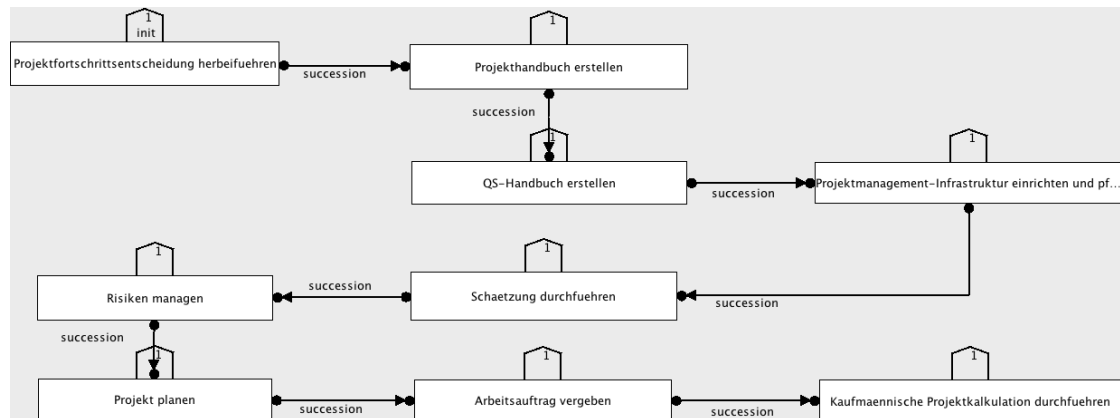 1
init
Projektfortschrittsentscheidung herbeifuehren
succession
1
Projekthandbuch erstellen
succession
1
QS-Handbuch erstellen
succession
1
Projektmanagement-Infrastruktur einrichten und pf...
succession
1
Schaetzung durchfuehren
succession
1
Risiken managen
succession
1
Projekt planen
succession
1
Arbeitsauftrag vergeben
succession
1
Kaufmaennische Projektkalkulation durchfuehren